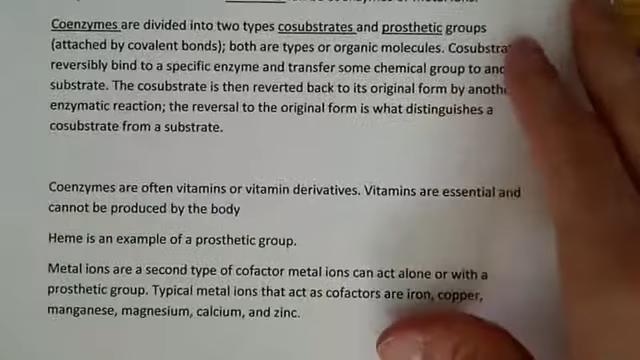 Coenzymes are divided into two types cosubstrates and prosthetic groups
(attached by covalent bonds); both are types or organic molecules.
reversibly bind to a specific enzyme and transfer some chemical group to
substrate. The cosubstrate is then reverted back to its original form by
enzymatic reaction; the reversal to the original form is what distinguishes a
cosubstrate from a substrate.
Coenzymes are often vitamins or vitamin derivatives. Vitamins are essential and
cannot be produced by the body
Heme is an example of a prosthetic group.
Metal ions are a second type of cofactor metal ions can act alone or with a
prosthetic group. Typical metal ions that act as cofactors are iron, copper,
manganese, magnesium, calcium, and zinc.